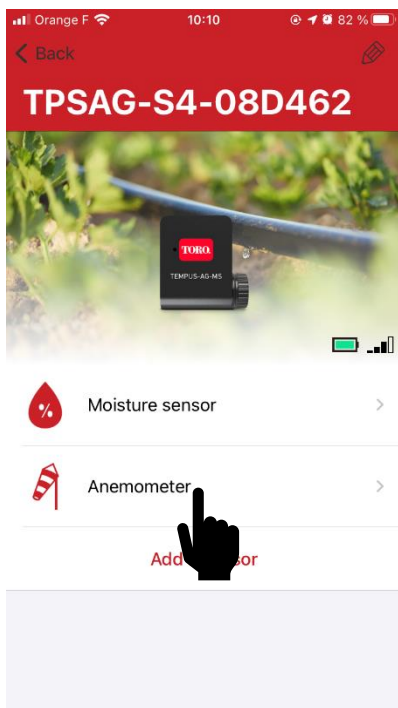 Orange F 10:10 82 %
Back
TPSAG-S4-08D462
TORO
TEMPUS-AG-MS
%
Moisture sensor
Anemometer